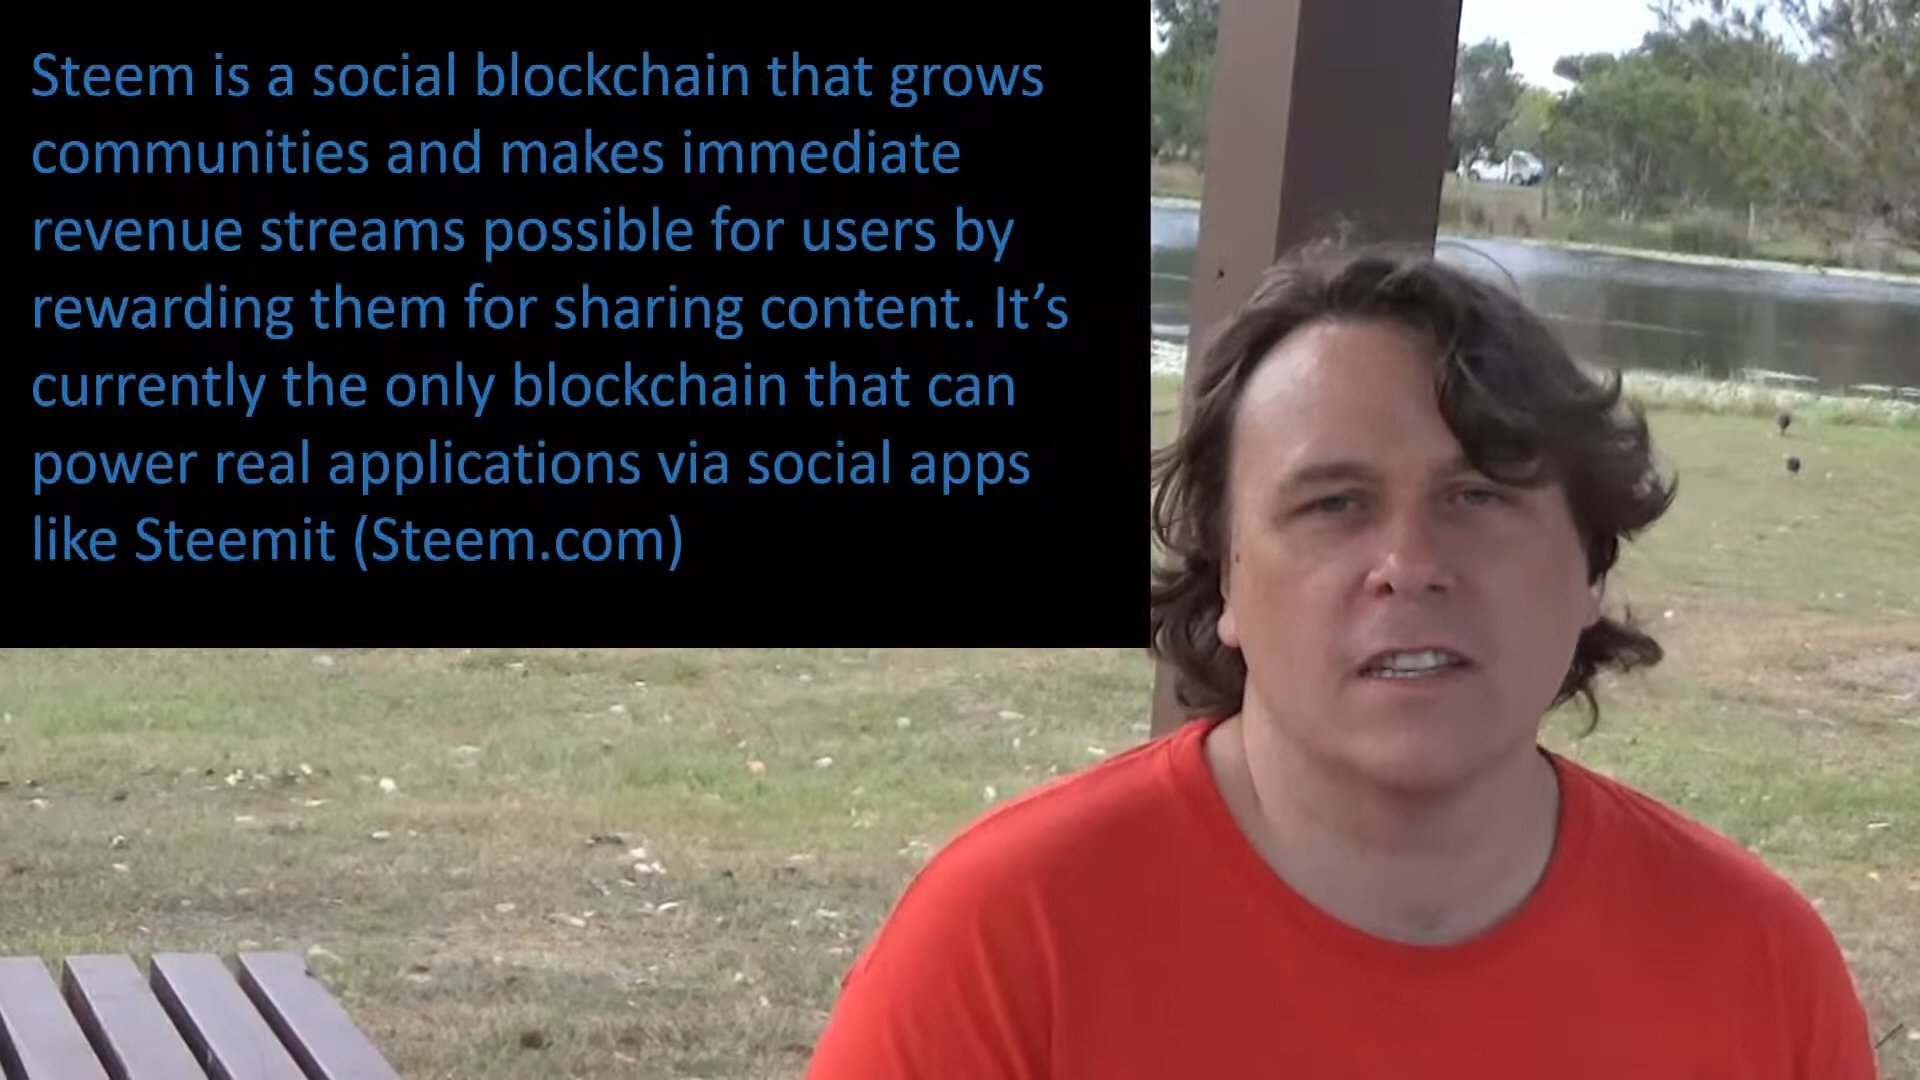 Steem is a social blockchain that grows
communities and makes immediate
revenue streams possible for users by
rewarding them for sharing content. It’s
currently the only blockchain that can
power real applications via social apps
like Steemit (Steem.com)